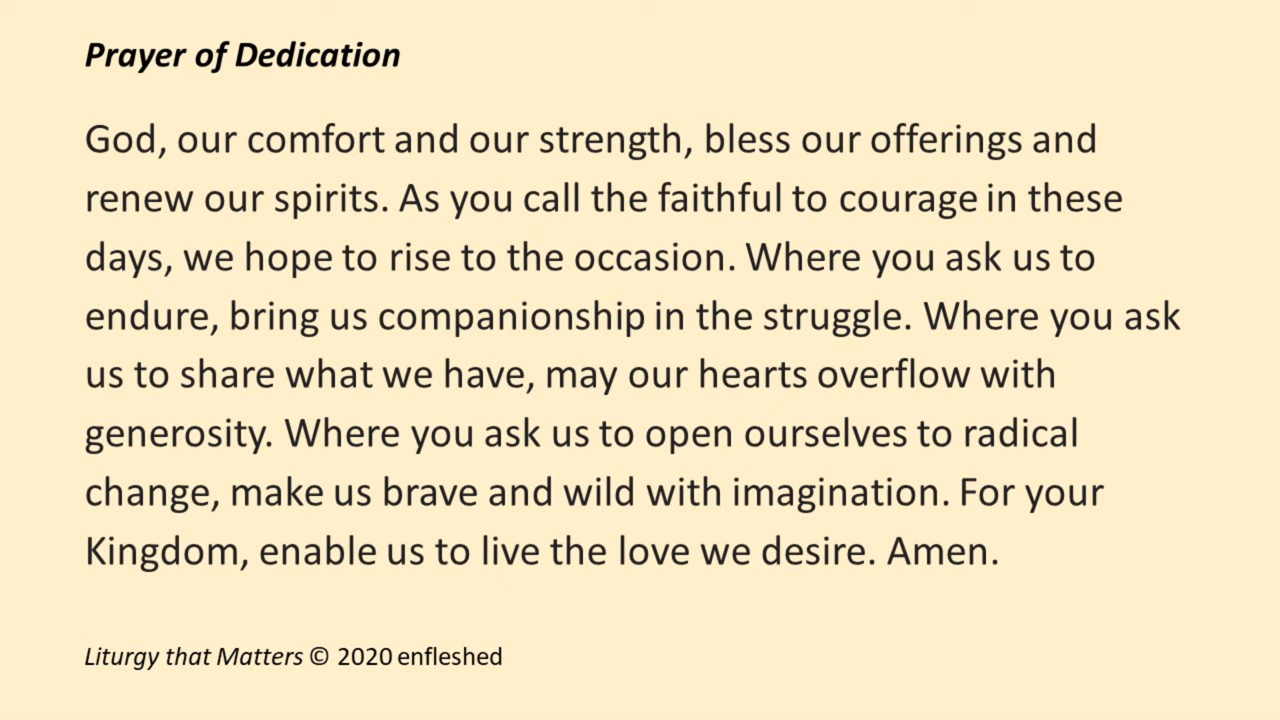 Prayer of Dedication
God, our comfort and our strength, bless our offerings and
renew our spirits. As you call the faithful to courage in these
days, we hope to rise to the occasion. Where you ask us to
endure, bring us companionship in the struggle. Where you ask
us to share what we have, may our hearts overflow with
generosity. Where you ask us to open ourselves to radical
change, make us brave and wild with imagination. For your
Kingdom, enable us to live the love we desire. Amen.
Liturgy that Matters © 2020 enfleshed